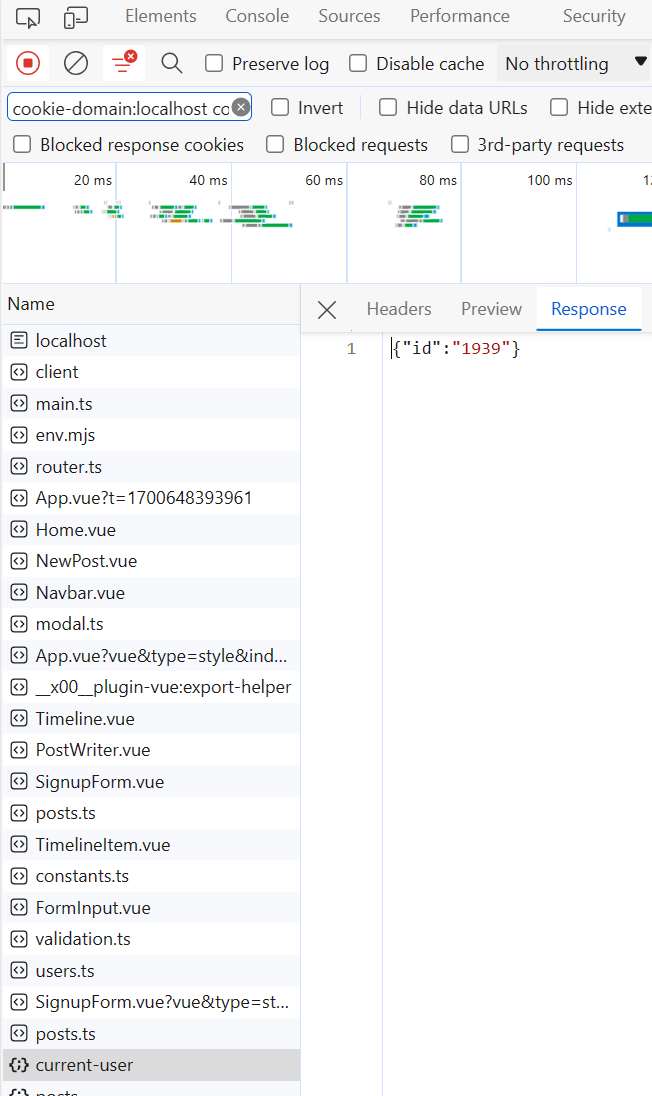 Elements Console Sources Performance Security
Preserve log Disable cache No throttling
cookie-domain:localhost co Invert Hide data URLs Hide exte
Blocked response cookies Blocked requests 3rd-party requests
20 ms 40 ms 60 ms 80 ms 100 ms 12
Name
Headers Preview Response
1 {"id":"1939"}
localhost
client
main.ts
env.mjs
router.ts
App.vue?t=1700648393961
Home.vue
NewPost.vue
Navbar.vue
modal.ts
App.vue?vue&type=style&ind...
__x00__plugin-vue:export-helper
Timeline.vue
PostWriter.vue
SignupForm.vue
posts.ts
TimelineItem.vue
constants.ts
FormInput.vue
validation.ts
users.ts
SignupForm.vue?vue&type=st...
posts.ts
current-user
posts